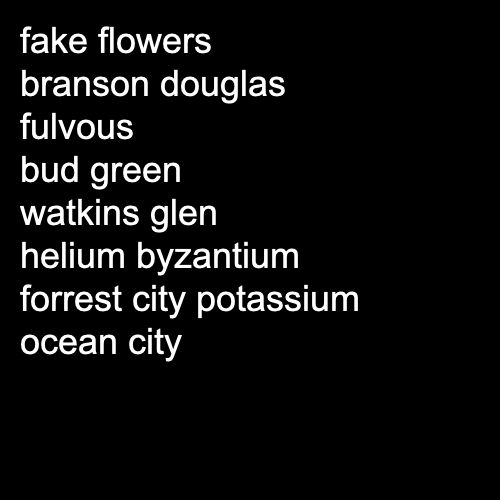 fake flowers
branson douglas
fulvous
bud green
watkins glen
helium byzantium
forrest city potassium
ocean city